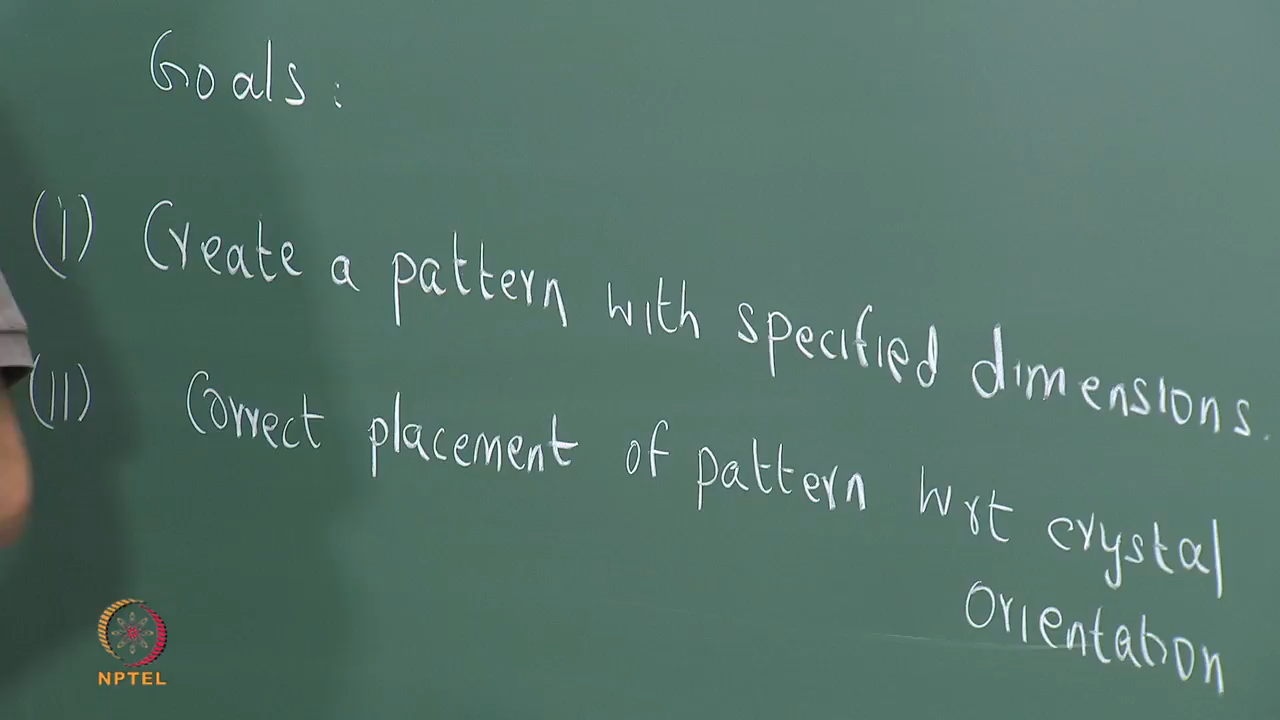 Goals:
(I) Create a pattern with specified dimensions.
(II) Correct placement of pattern wrt crystal
Orientation
NPTEL